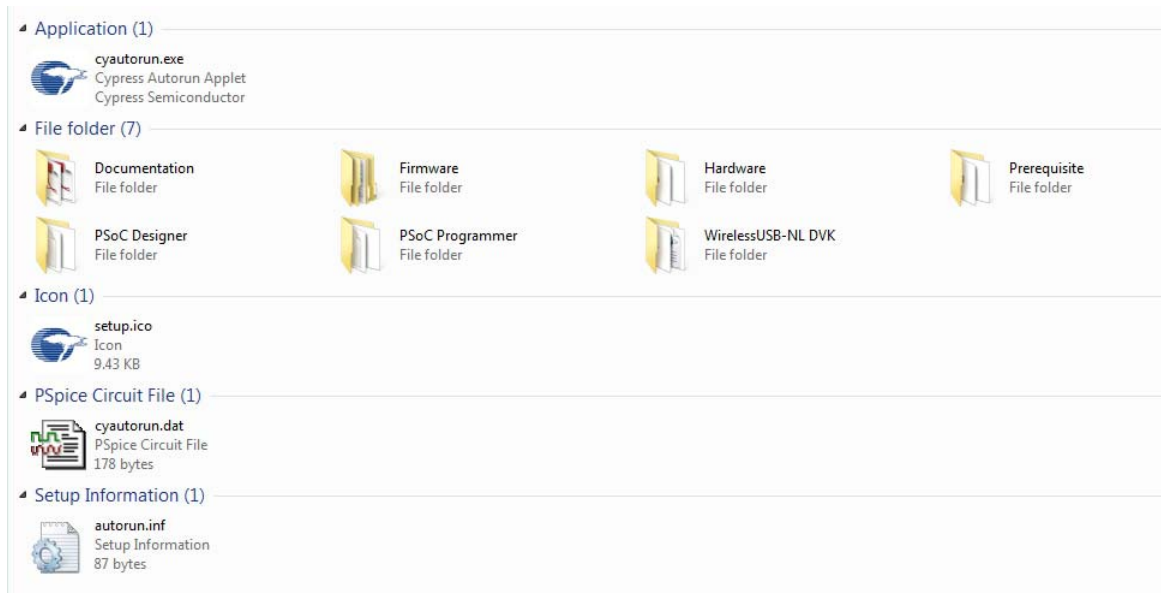 Application (1)
cyautorun.exe
Cypress Autorun Applet
Cypress Semiconductor
File folder (7)
Documentation
File folder
Firmware
File folder
Hardware
File folder
Prerequisite
File folder
PSoC Designer
File folder
PSoC Programmer
File folder
WirelessUSB-NL DVK
File folder
Icon (1)
setup.ico
Icon
9.43 KB
PSpice Circuit File (1)
cyautorun.dat
PSpice Circuit File
178 bytes
Setup Information (1)
autorun.inf
Setup Information
87 bytes